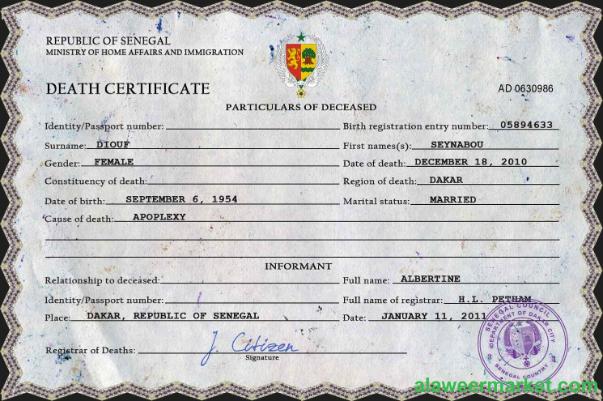 REPUBLIC OF SENEGAL
MINISTRY OF HOME AFFAIRS AND IMMIGRATION
DEATH CERTIFICATE
AD 0630986
PARTICULARS OF DECEASED
Identity/Passport number: Birth registration entry number: 05894633
Surname: DIOUF First names(s): SEYNABOU
Gender: FEMALE Date of death: DECEMBER 18, 2010
Constituency of death: Region of death: DAKAR
Date of birth: SEPTEMBER 6, 1954 Marital status: MARRIED
Cause of death: APOPLEXY
INFORMANT
Relationship to deceased: Full name: ALBERTINE
Identity/Passport number: Full name of registrar: H.L. PETHAM
Place: DAKAR, REPUBLIC OF SENEGAL Date: JANUARY 11, 2011
Registrar of Deaths: J. Citizen
Signature
SENEGAL COUNCIL
DEPARTMENT OF DAKAR CITY
SENEGAL COUNTRY
alaweermarket.com